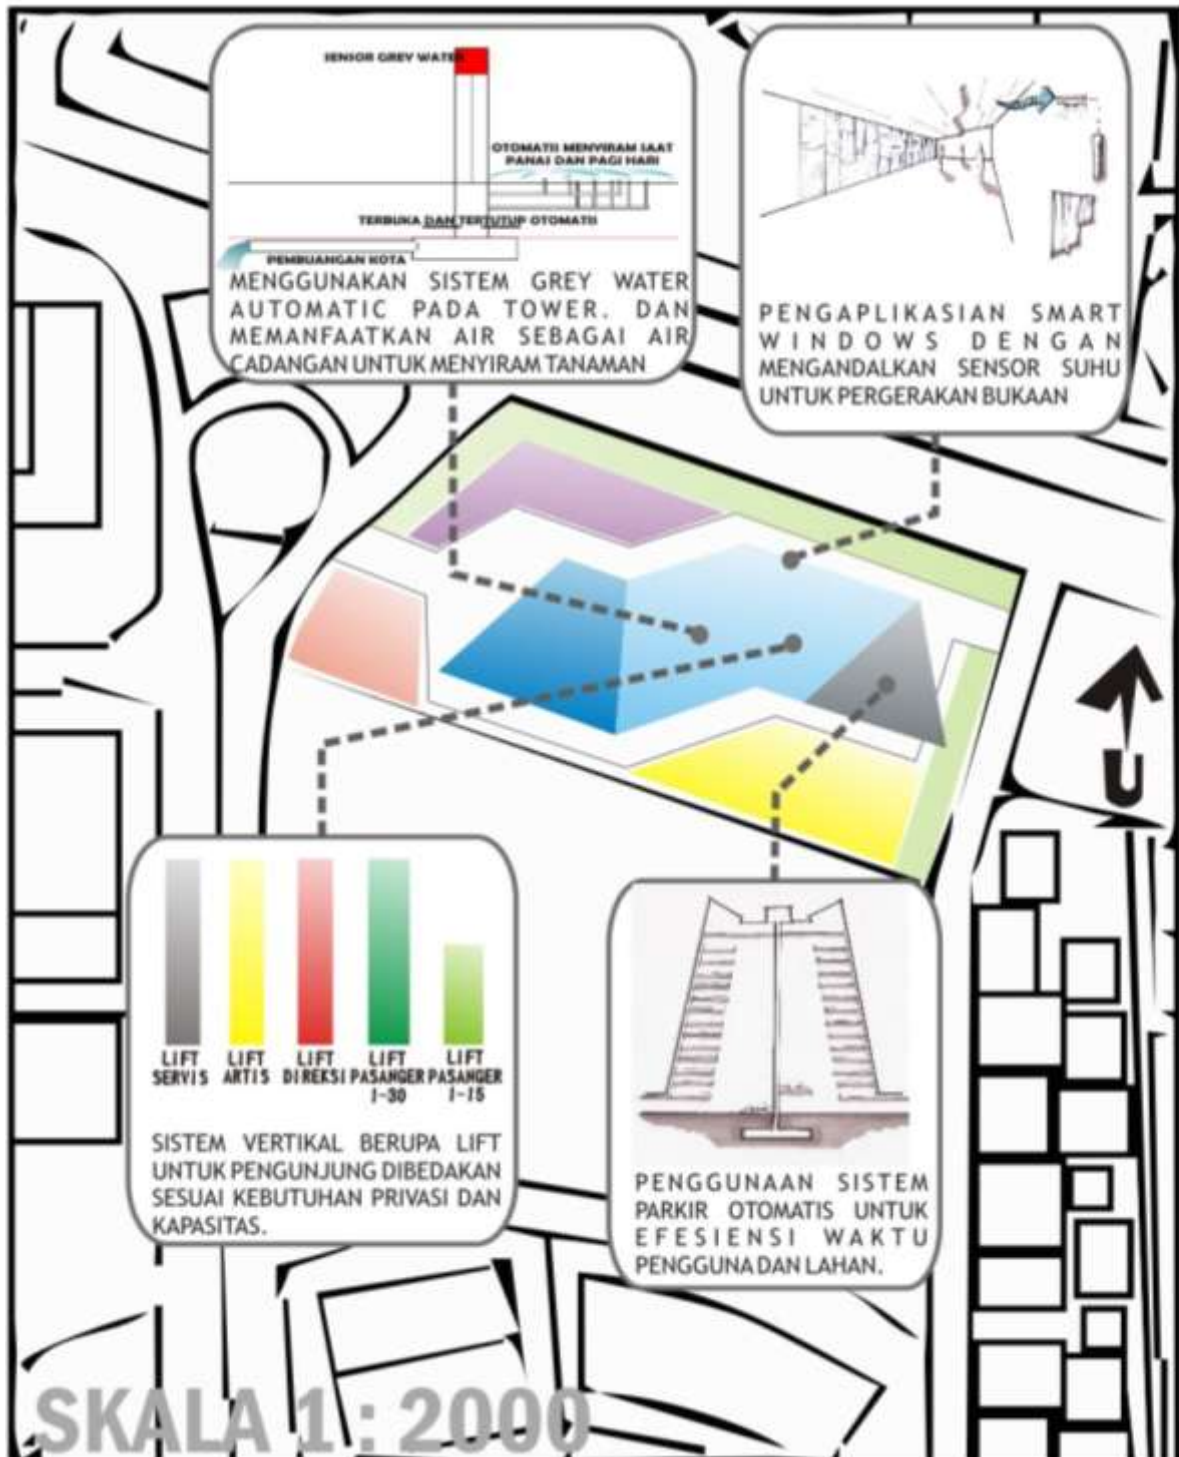 SENSOR GREY WATER
OTOMATIS MENYIRAM SAAT
PANAS DAN PAGI HARI
TERBUKA DAN TERTUTUP OTOMATIS
PEMBUANGAN KOTA
MENGGUNAKAN SISTEM GREY WATER
AUTOMATIC PADA TOWER. DAN
MEMANFAATKAN AIR SEBAGAI AIR
CADANGAN UNTUK MENYIRAM TANAMAN
PENGAPLIKASIAN SMART
WINDOWS DENGAN
MENGANDALKAN SENSOR SUHU
UNTUK PERGERAKAN BUKAAN
U
LIFT SERVIS
LIFT ARTIS
LIFT DIREKSI
LIFT PASANGER 1-30
LIFT PASANGER 1-15
SISTEM VERTIKAL BERUPA LIFT
UNTUK PENGUNJUNG DIBEDAKAN
SESUAI KEBUTUHAN PRIVASI DAN
KAPASITAS.
PENGGUNAAN SISTEM
PARKIR OTOMATIS UNTUK
EFESIENSI WAKTU
PENGGUNA DAN LAHAN.
SKALA 1 : 2000